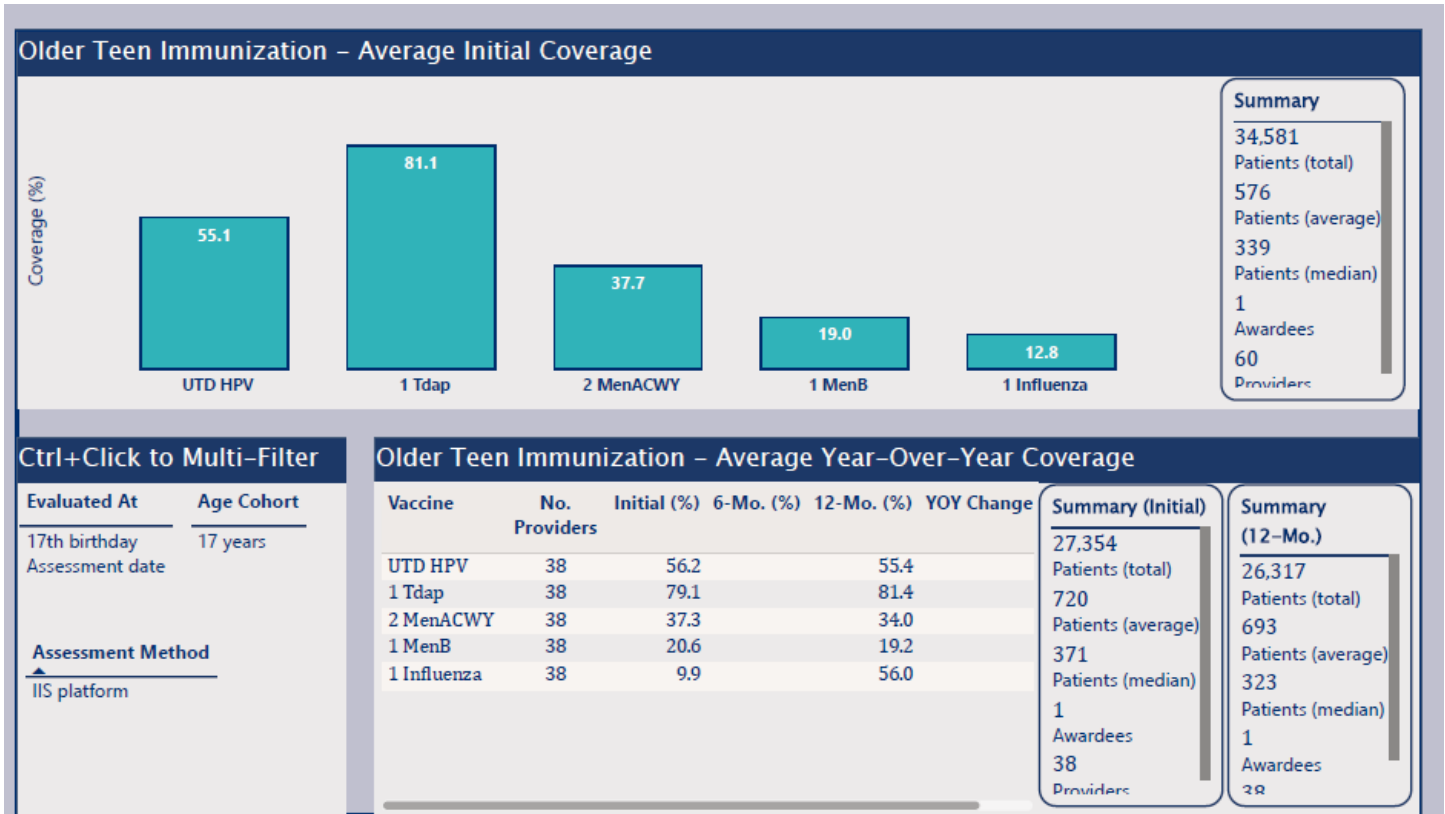 Older Teen Immunization – Average Initial Coverage
Coverage (%)
55.1
81.1
37.7
19.0
12.8
UTD HPV
1 Tdap
2 MenACWY
1 MenB
1 Influenza
Summary
34,581
Patients (total)
576
Patients (average)
339
Patients (median)
1
Awardees
60
Providers
Ctrl+Click to Multi-Filter
Evaluated At
17th birthday
Assessment date
Age Cohort
17 years
Assessment Method
IIS platform
Older Teen Immunization – Average Year-Over-Year Coverage
Vaccine No. Providers Initial (%) 6-Mo. (%) 12-Mo. (%) YOY Change
UTD HPV 38 56.2 55.4
1 Tdap 38 79.1 81.4
2 MenACWY 38 37.3 34.0
1 MenB 38 20.6 19.2
1 Influenza 38 9.9 56.0
Summary (Initial)
27,354
Patients (total)
720
Patients (average)
371
Patients (median)
1
Awardees
38
Providers
Summary
(12-Mo.)
26,317
Patients (total)
693
Patients (average)
323
Patients (median)
1
Awardees
38